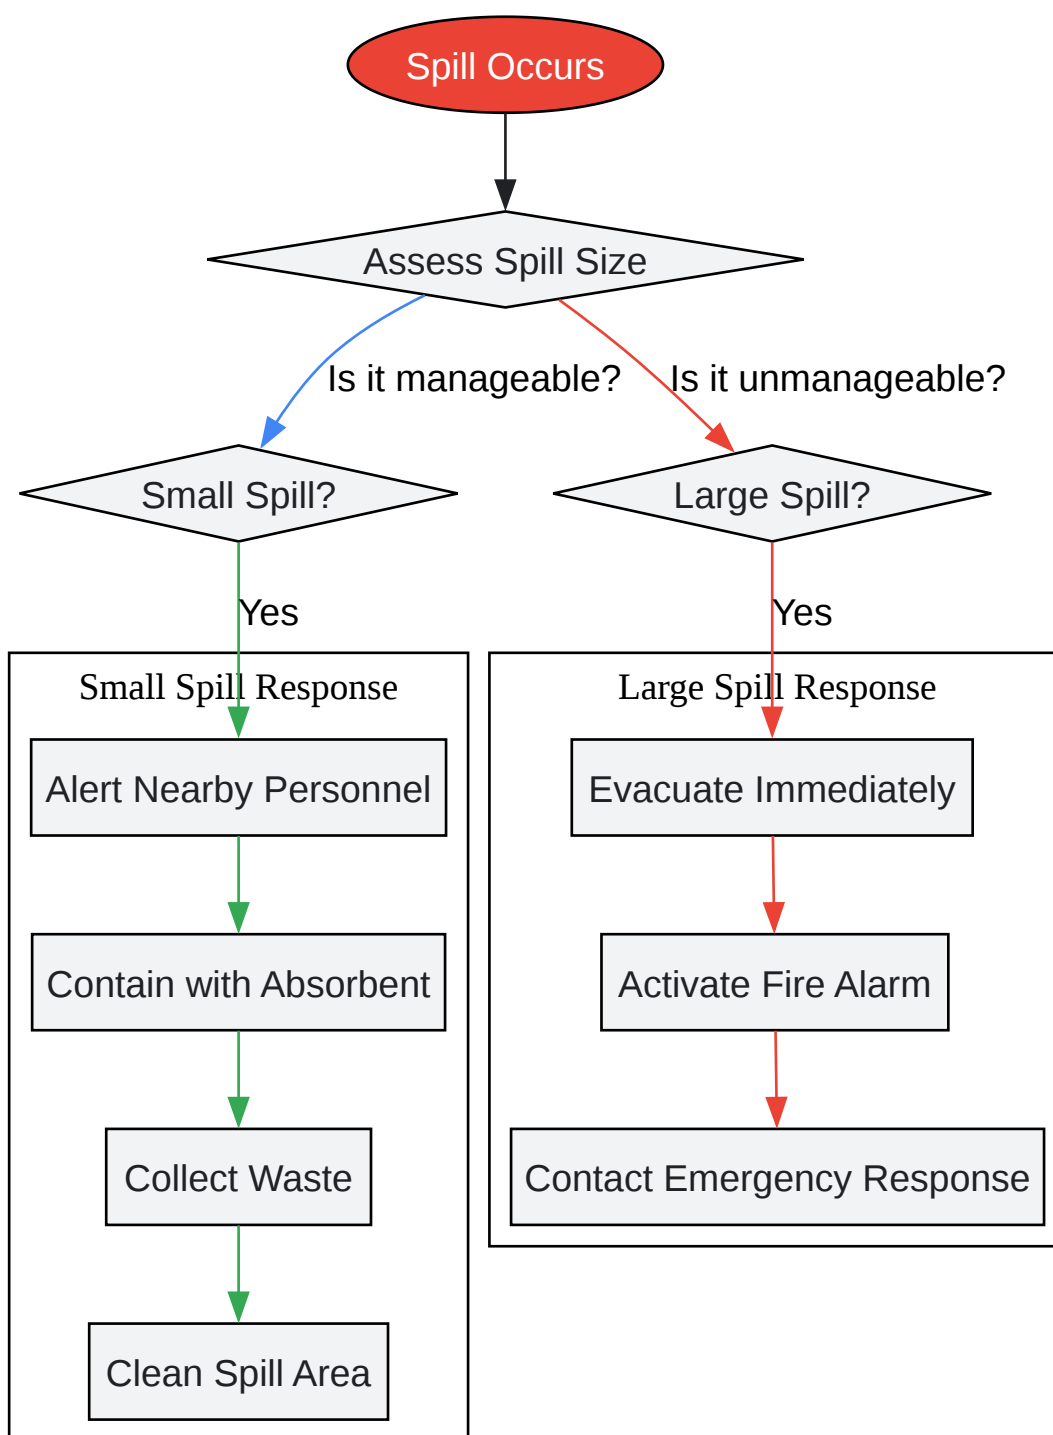 Spill Occurs
Assess Spill Size
Is it manageable?
Is it unmanageable?
Small Spill?
Large Spill?
Yes
Yes
Small Spill Response
Alert Nearby Personnel
Contain with Absorbent
Collect Waste
Clean Spill Area
Large Spill Response
Evacuate Immediately
Activate Fire Alarm
Contact Emergency Response